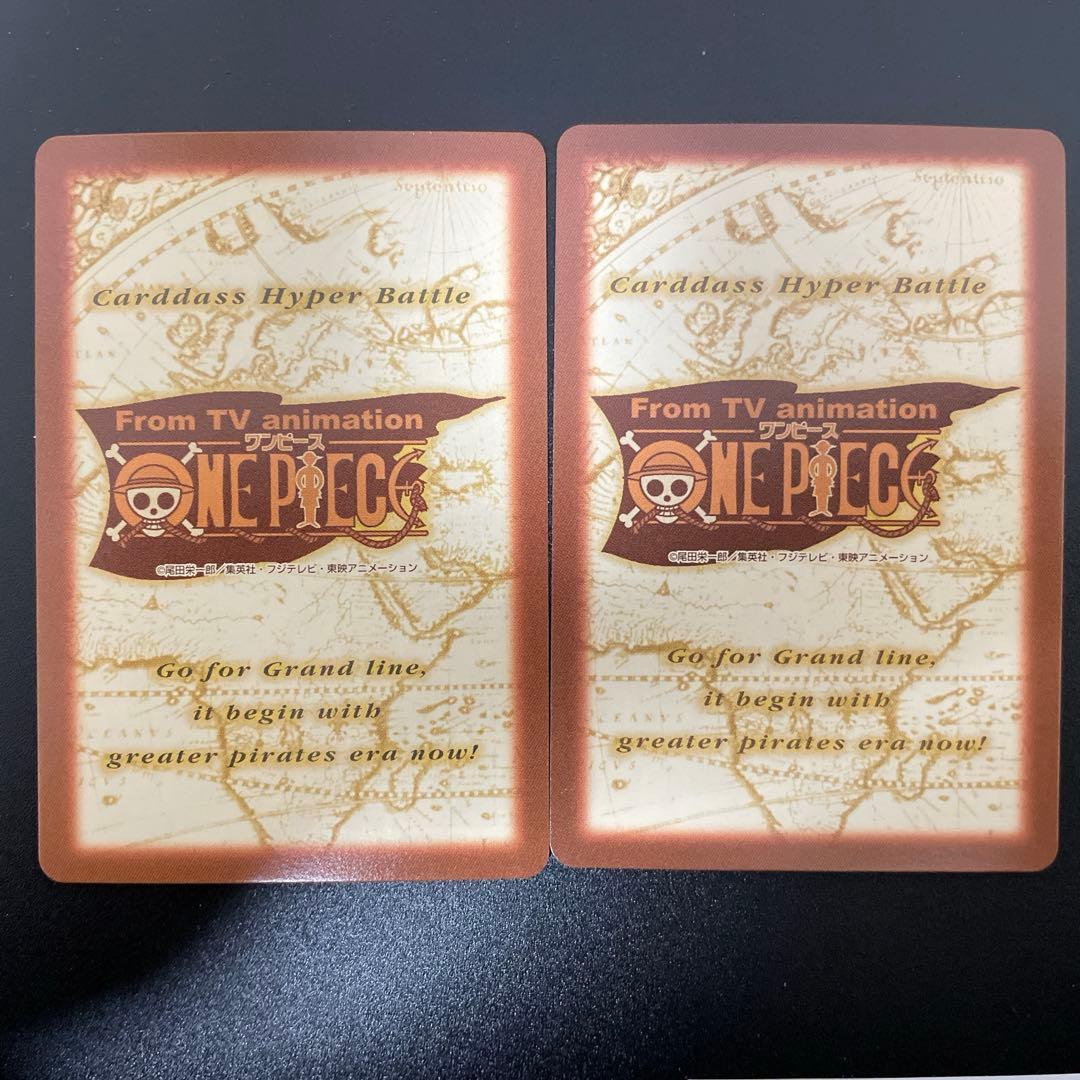 Septentrio
Carddass Hyper Battle
From TV animation
ワンピース
ONE PIECE
©尾田栄一郎/集英社・フジテレビ・東映アニメーション
Go for Grand line,
it begin with
greater pirates era now!
Septentrio
Carddass Hyper Battle
From TV animation
ワンピース
ONE PIECE
©尾田栄一郎/集英社・フジテレビ・東映アニメーション
Go for Grand line,
it begin with
greater pirates era now!